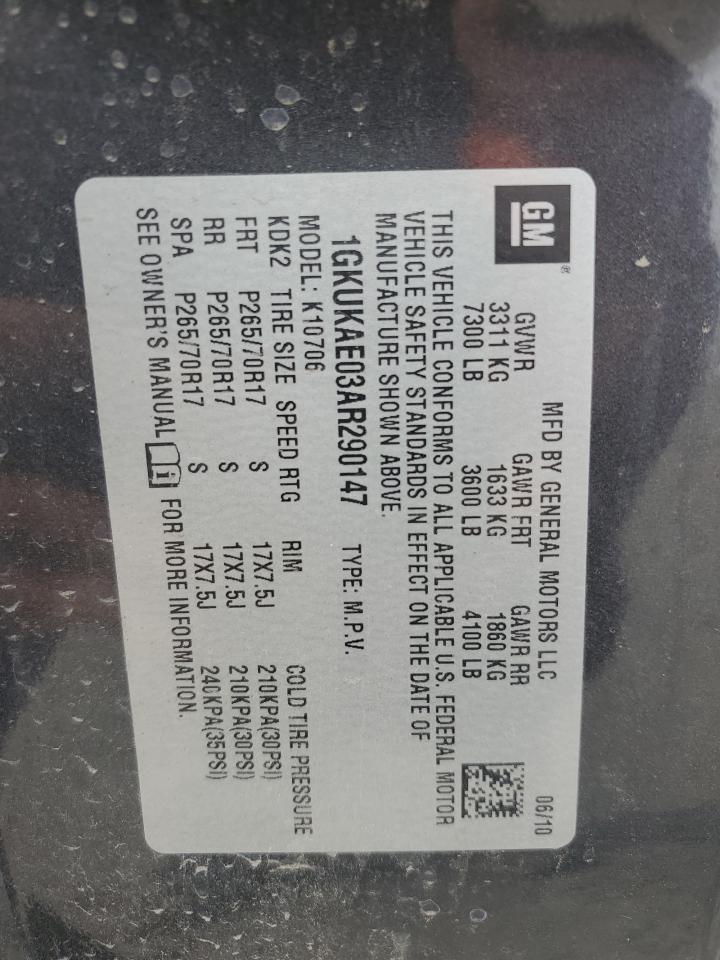 GM®
MFD BY GENERAL MOTORS LLC 06/10
GVWR GAWR FRT GAWR RR
3311 KG 1633 KG 1860 KG
7300 LB 3600 LB 4100 LB
THIS VEHICLE CONFORMS TO ALL APPLICABLE U.S. FEDERAL MOTOR
VEHICLE SAFETY STANDARDS IN EFFECT ON THE DATE OF
MANUFACTURE SHOWN ABOVE.
1GKUKAE03AR290147 TYPE: M.P.V.
MODEL: K10706
KDK2 TIRE SIZE SPEED RTG RIM COLD TIRE PRESSURE
FRT P265/70R17 S 17X7.5J 210KPA(30PSI)
RR P265/70R17 S 17X7.5J 210KPA(30PSI)
SPA P265/70R17 S 17X7.5J 240KPA(35PSI)
SEE OWNER'S MANUAL FOR MORE INFORMATION.